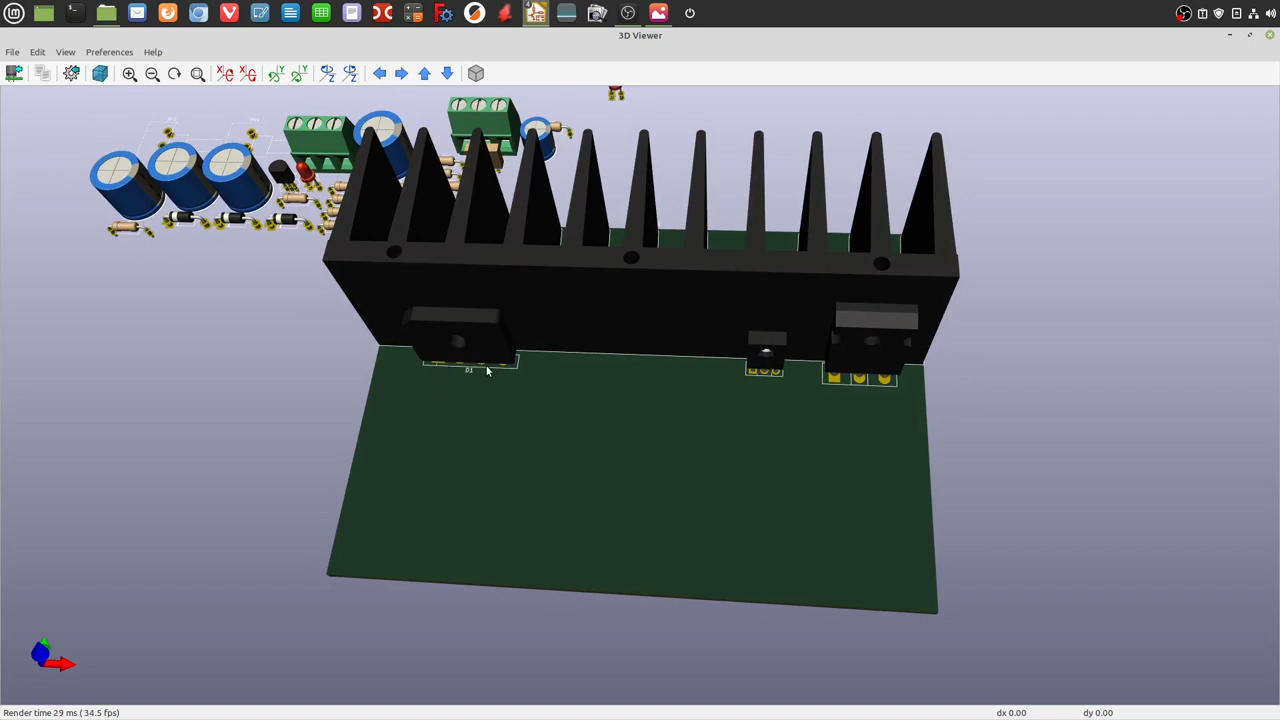 3D Viewer
File Edit View Preferences Help
D1
Render time 29 ms ( 34.5 fps)
dx 0.00
dy 0.00